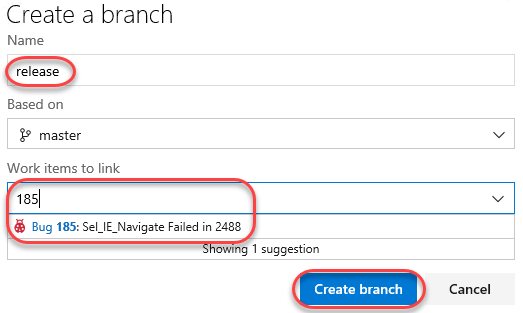 Create a branch
Name
release
Based on
master
Work items to link
185
Bug 185: Sel_IE_Navigate Failed in 2488
Showing 1 suggestion
Create branch
Cancel